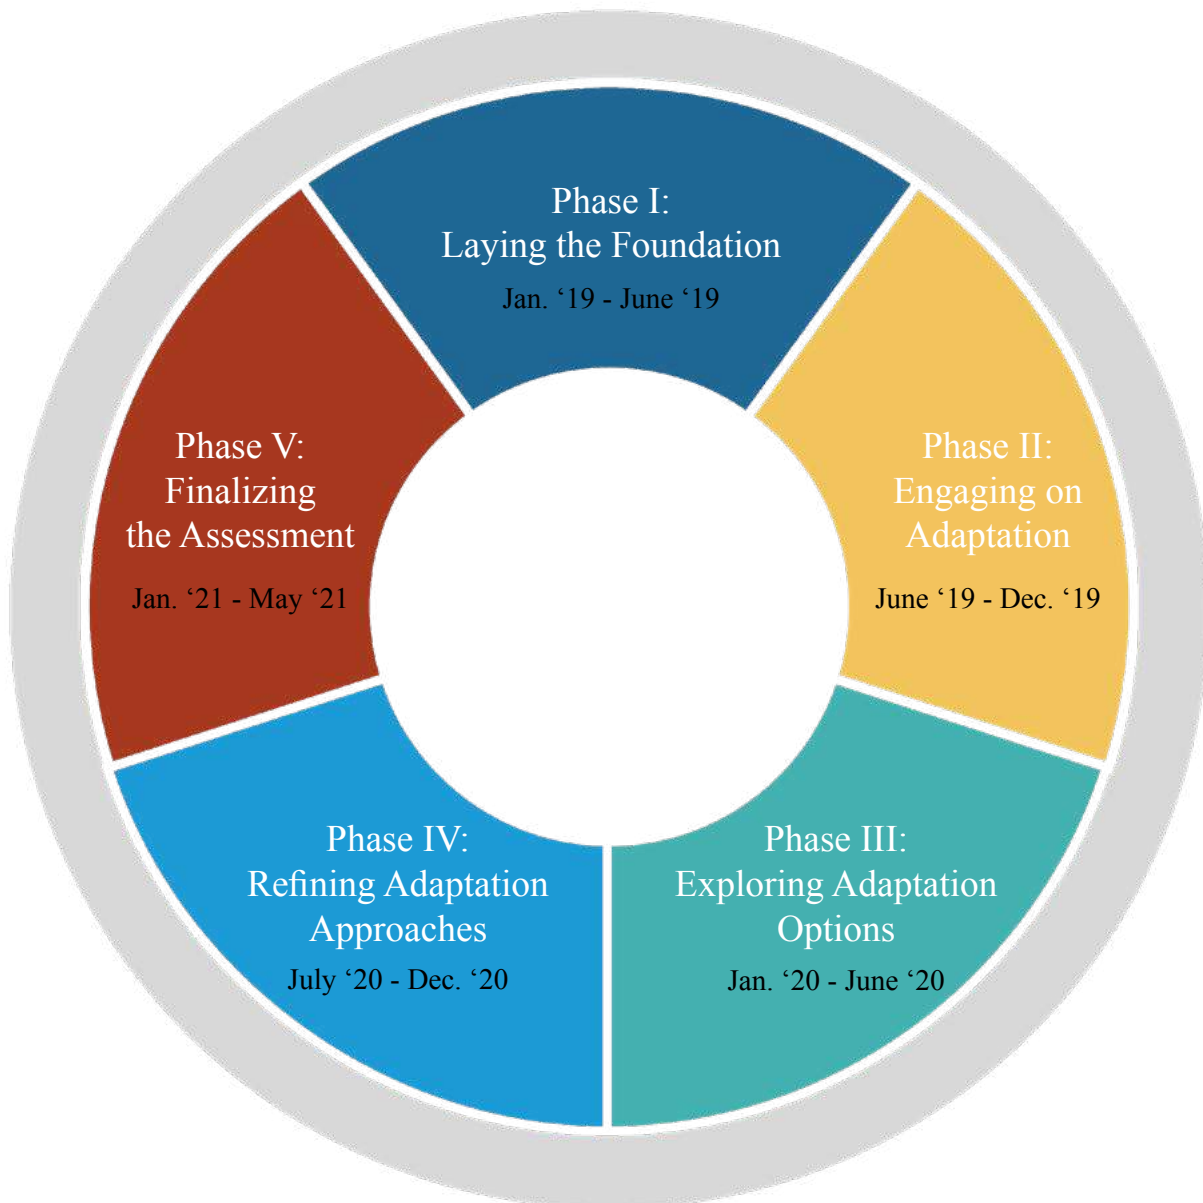 Phase I:
Laying the Foundation
Jan. ‘19 - June ‘19
Phase II:
Engaging on
Adaptation
June ‘19 - Dec. ‘19
Phase III:
Exploring Adaptation
Options
Jan. ‘20 - June ‘20
Phase IV:
Refining Adaptation
Approaches
July ‘20 - Dec. ‘20
Phase V:
Finalizing
the Assessment
Jan. ‘21 - May ‘21